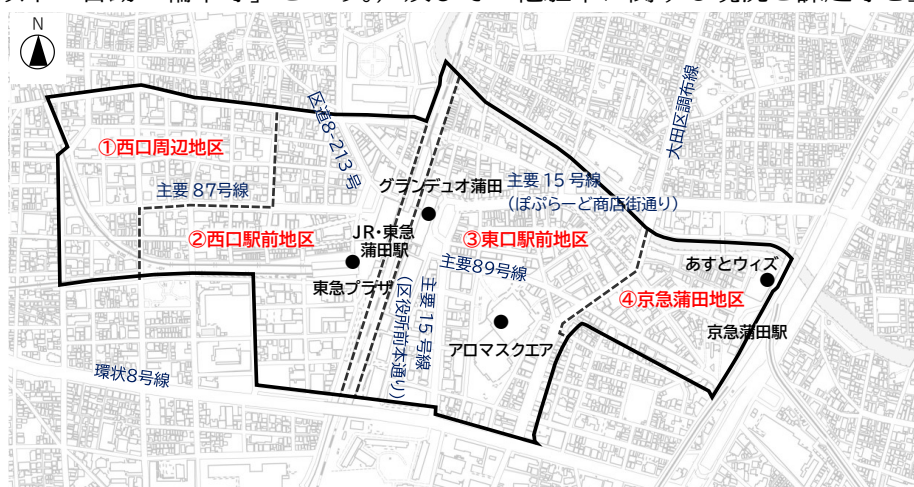 N
①西口周辺地区
主要87号線
区道8-213号
②西口駅前地区
グランデュオ蒲田
JR・東急
蒲田駅
東急プラザ
主要15号線
(ぽぷらーど商店街通り)
大田区調布線
③東口駅前地区
主要89号線
主要15号線
(区役所前本通り)
アロマスクエア
あすとウィズ
④京急蒲田地区
京急蒲田駅
環状8号線